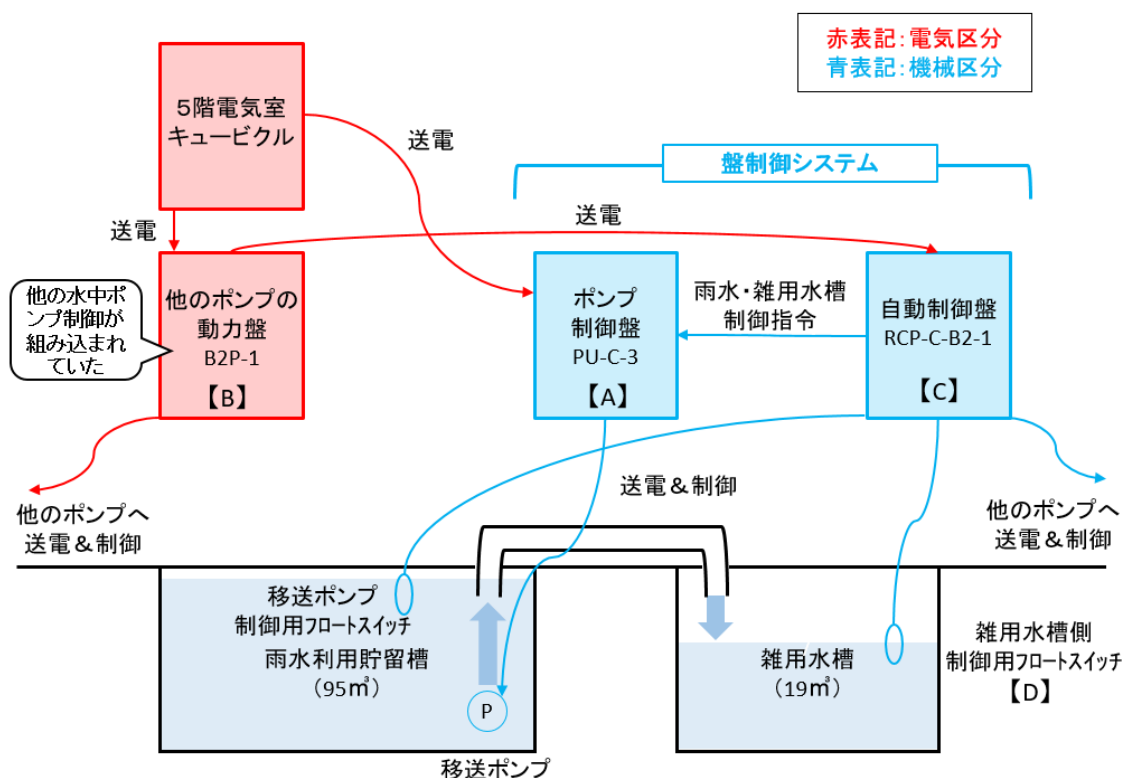 赤表記：電気区分
青表記：機械区分
5階電気室
キュービクル
送電
盤制御システム
送電
送電
他の水中ポ
ンプ制御が
組み込まれ
ていた
他のポンプの
動力盤
B2P-1
【B】
ポンプ
制御盤
PU-C-3
【A】
雨水・雑用水槽
制御指令
自動制御盤
RCP-C-B2-1
【C】
送電＆制御
他のポンプへ
送電＆制御
他のポンプへ
送電＆制御
移送ポンプ
制御用フロートスイッチ
雨水利用貯留槽
（95㎥）
P
移送ポンプ
雑用水槽
（19㎥）
雑用水槽側
制御用フロートスイッチ
【D】